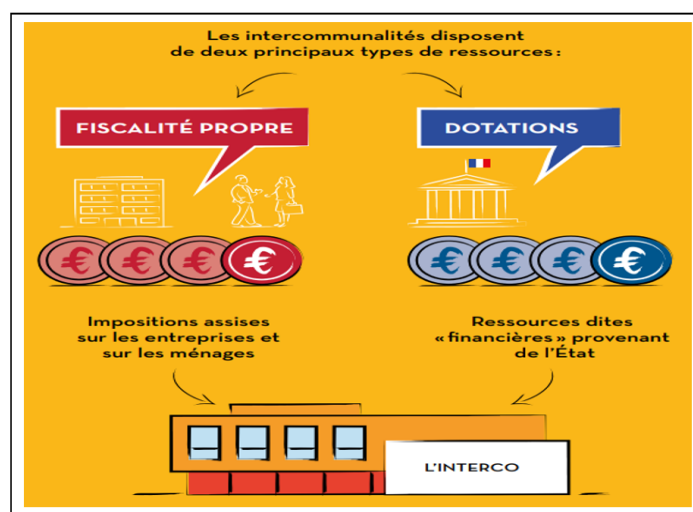 Les intercommunalités disposent
de deux principaux types de ressources :
FISCALITÉ PROPRE
DOTATIONS
€ € € €
€ € € €
Impositions assises
sur les entreprises et
sur les ménages
Ressources dites
« financières » provenant
de l'État
L'INTERCO